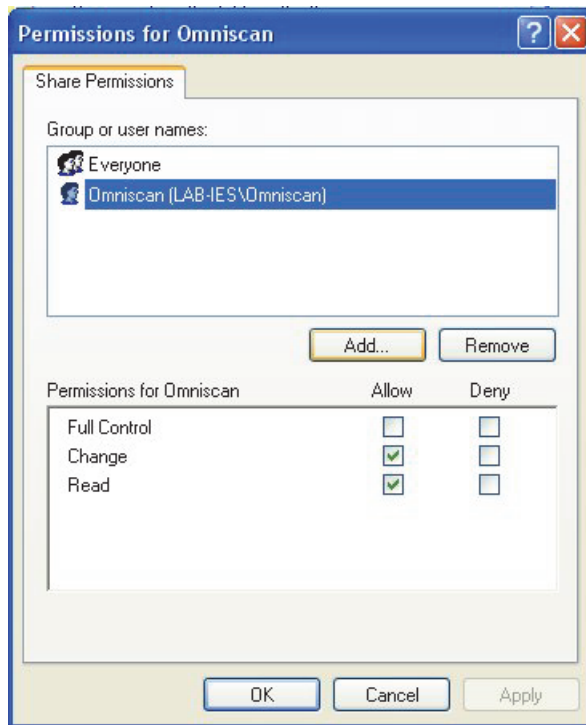 Permissions for Omniscan
Share Permissions
Group or user names:
Everyone
Omniscan (LAB-IES\Omniscan)
Add... Remove
Permissions for Omniscan Allow Deny
Full Control
Change
Read
OK Cancel Apply